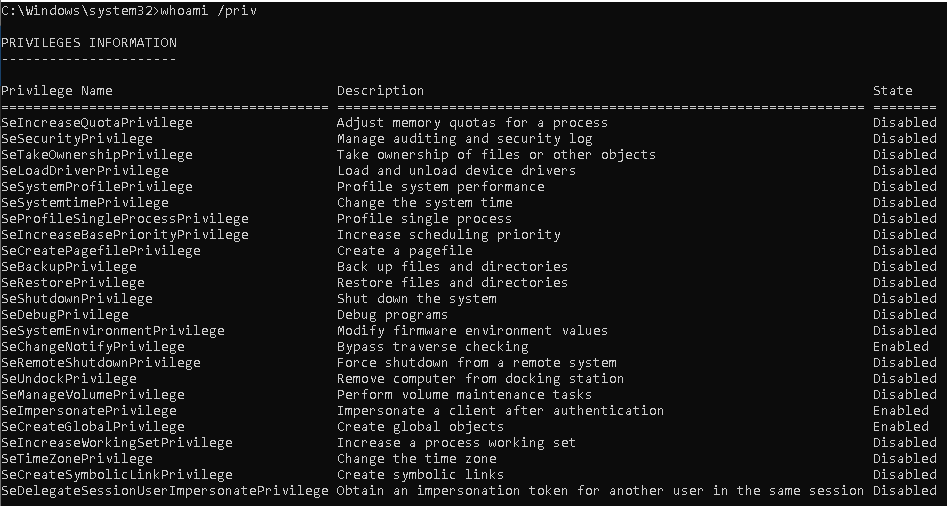 C:\Windows\system32>whoami /priv
PRIVILEGES INFORMATION
----------------------
Privilege Name                            Description                                                        State
========================================= ================================================================== ========
SeIncreaseQuotaPrivilege                  Adjust memory quotas for a process                                 Disabled
SeSecurityPrivilege                       Manage auditing and security log                                   Disabled
SeTakeOwnershipPrivilege                  Take ownership of files or other objects                           Disabled
SeLoadDriverPrivilege                     Load and unload device drivers                                     Disabled
SeSystemProfilePrivilege                  Profile system performance                                         Disabled
SeSystemtimePrivilege                     Change the system time                                             Disabled
SeProfileSingleProcessPrivilege           Profile single process                                             Disabled
SeIncreaseBasePriorityPrivilege           Increase scheduling priority                                       Disabled
SeCreatePagefilePrivilege                 Create a pagefile                                                  Disabled
SeBackupPrivilege                         Back up files and directories                                      Disabled
SeRestorePrivilege                        Restore files and directories                                      Disabled
SeShutdownPrivilege                       Shut down the system                                               Disabled
SeDebugPrivilege                          Debug programs                                                     Disabled
SeSystemEnvironmentPrivilege              Modify firmware environment values                                 Disabled
SeChangeNotifyPrivilege                   Bypass traverse checking                                           Enabled
SeRemoteShutdownPrivilege                 Force shutdown from a remote system                                Disabled
SeUndockPrivilege                         Remove computer from docking station                               Disabled
SeManageVolumePrivilege                   Perform volume maintenance tasks                                   Disabled
SeImpersonatePrivilege                    Impersonate a client after authentication                          Enabled
SeCreateGlobalPrivilege                   Create global objects                                              Enabled
SeIncreaseWorkingSetPrivilege             Increase a process working set                                     Disabled
SeTimeZonePrivilege                       Change the time zone                                               Disabled
SeCreateSymbolicLinkPrivilege             Create symbolic links                                              Disabled
SeDelegateSessionUserImpersonatePrivilege Obtain an impersonation token for another user in the same session Disabled